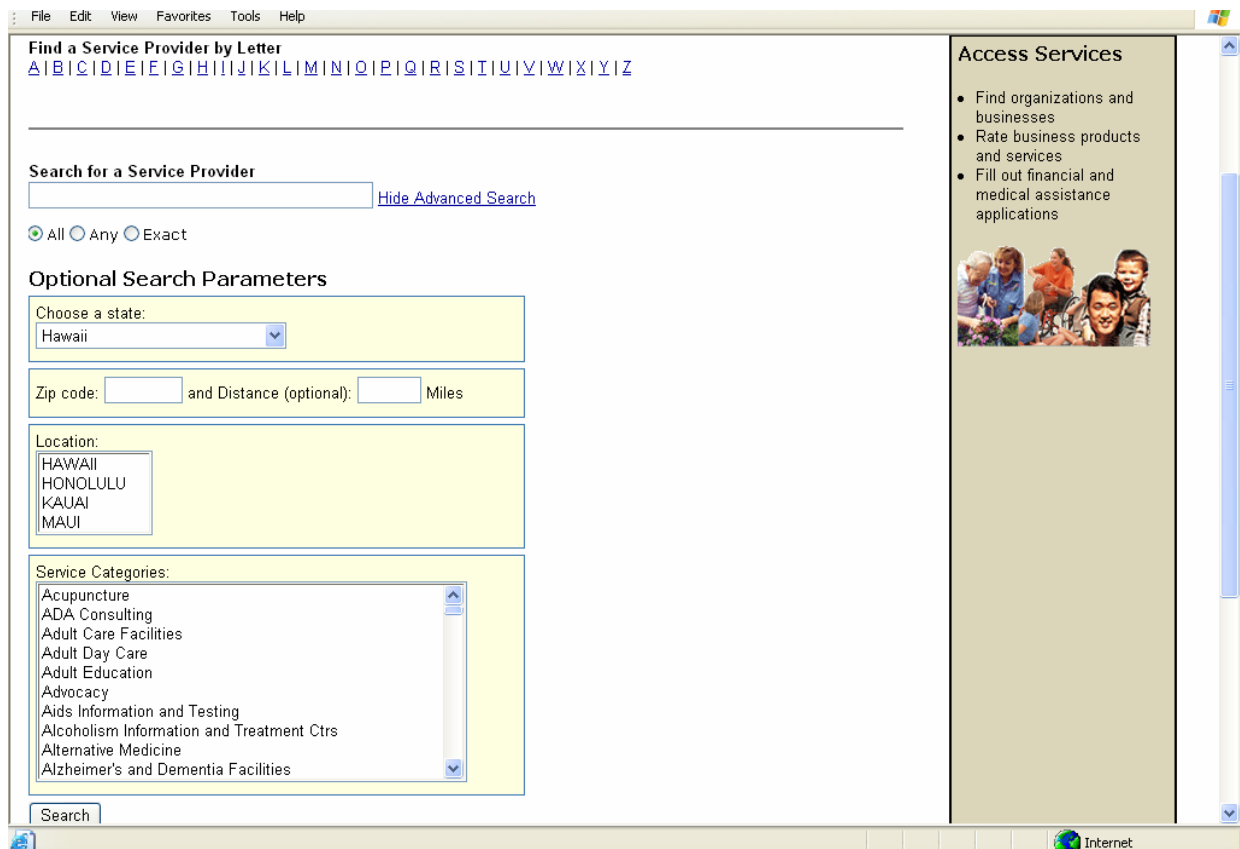 File Edit View Favorites Tools Help
Find a Service Provider by Letter
A | B | C | D | E | F | G | H | I | J | K | L | M | N | O | P | Q | R | S | T | U | V | W | X | Y | Z
Search for a Service Provider
Hide Advanced Search
All Any Exact
Optional Search Parameters
Choose a state:
Hawaii
Zip code: and Distance (optional): Miles
Location:
HAWAII
HONOLULU
KAUAI
MAUI
Service Categories:
Acupuncture
ADA Consulting
Adult Care Facilities
Adult Day Care
Adult Education
Advocacy
Aids Information and Testing
Alcoholism Information and Treatment Ctrs
Alternative Medicine
Alzheimer's and Dementia Facilities
Search
Access Services
• Find organizations and
businesses
• Rate business products
and services
• Fill out financial and
medical assistance
applications
Internet